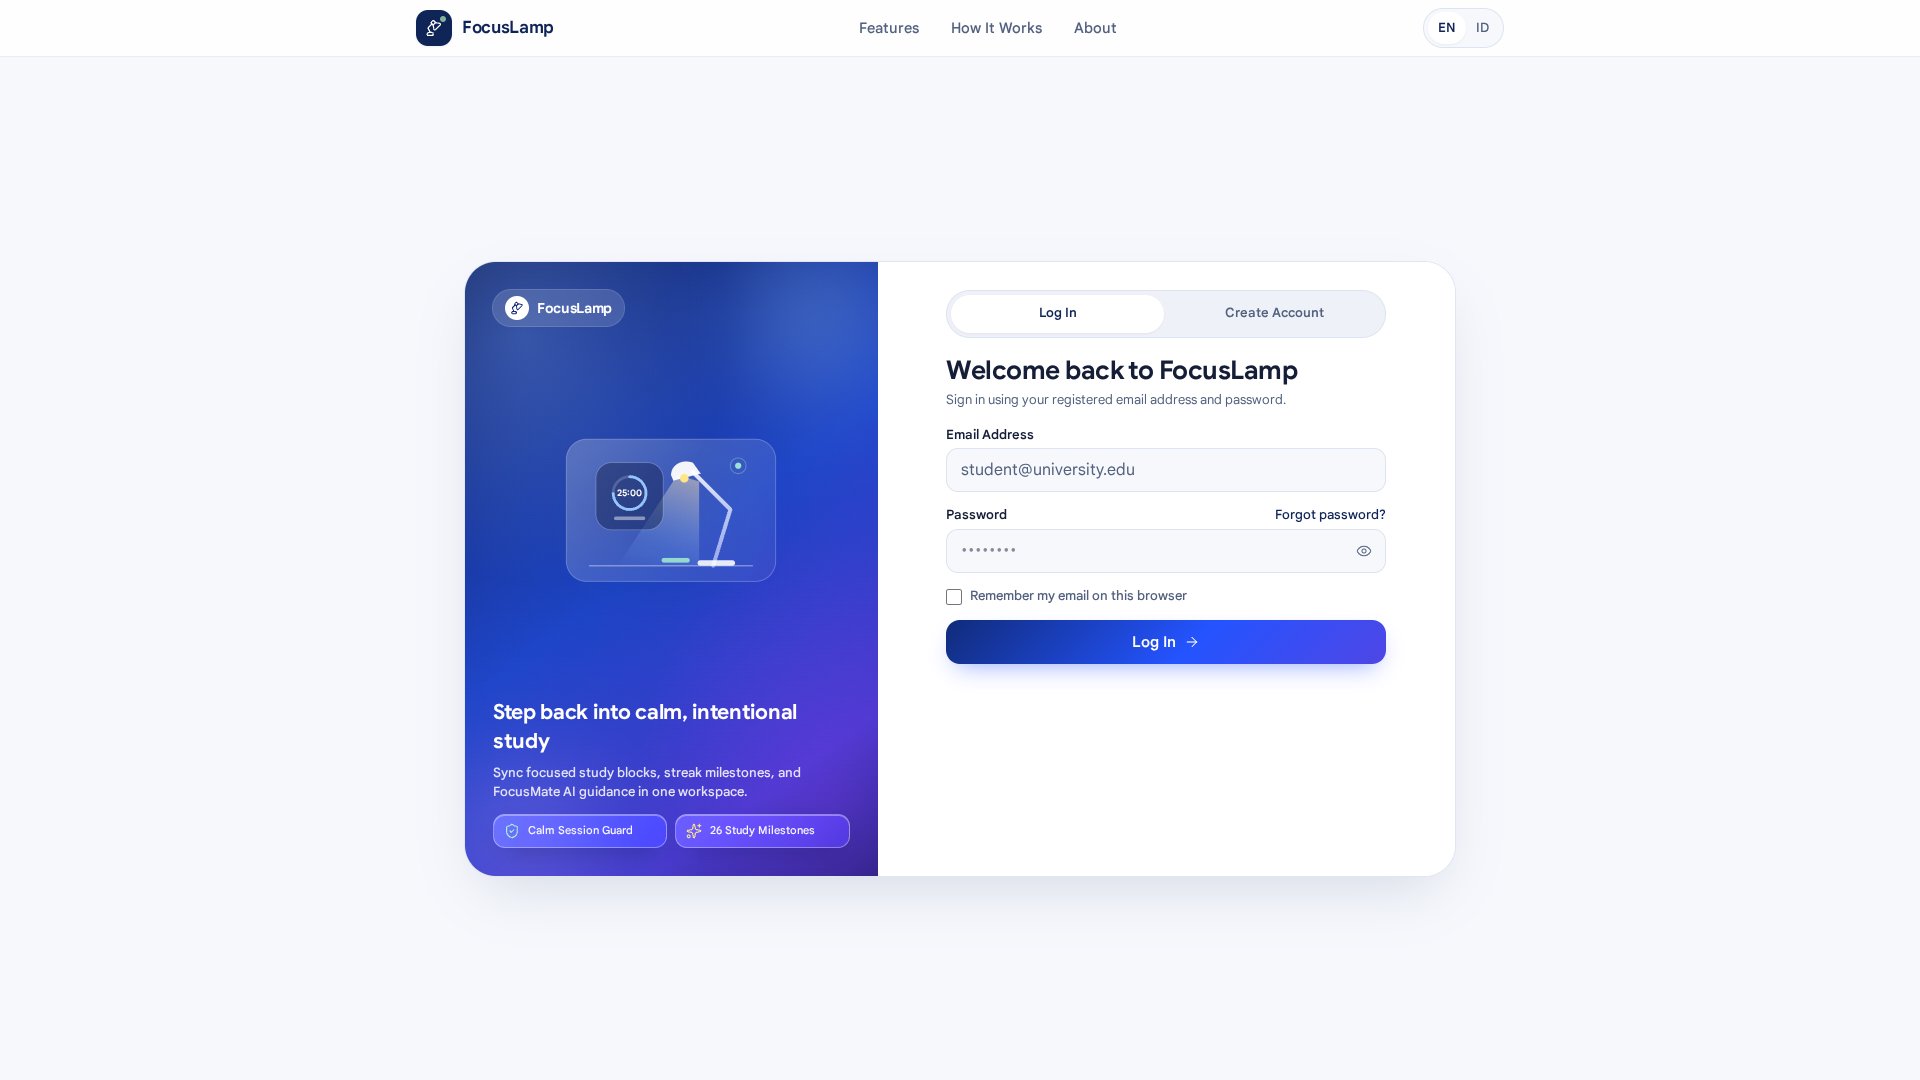 FocusLamp
Features
How It Works
About
EN
ID
FocusLamp
25:00
Step back into calm, intentional
study
Sync focused study blocks, streak milestones, and
FocusMate AI guidance in one workspace.
Calm Session Guard
26 Study Milestones
Log In
Create Account
Welcome back to FocusLamp
Sign in using your registered email address and password.
Email Address
student@university.edu
Password
Forgot password?
••••••••
Remember my email on this browser
Log In →